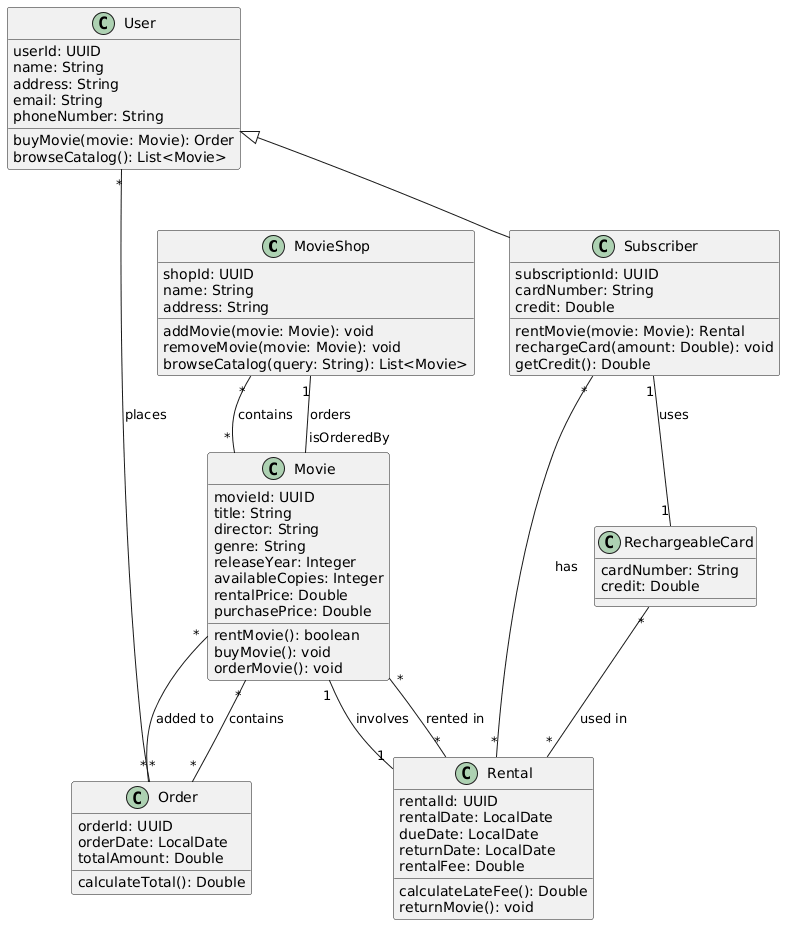 C User
userId: UUID
name: String
address: String
email: String
phoneNumber: String
buyMovie(movie: Movie): Order
browseCatalog(): List<Movie>
*
C MovieShop
shopId: UUID
name: String
address: String
addMovie(movie: Movie): void
removeMovie(movie: Movie): void
browseCatalog(query: String): List<Movie>
C Subscriber
subscriptionId: UUID
cardNumber: String
credit: Double
rentMovie(movie: Movie): Rental
rechargeCard(amount: Double): void
getCredit(): Double
* 1 * 1
places contains orders uses
* isOrderedBy
C Movie
movieId: UUID
title: String
director: String
genre: String
releaseYear: Integer
availableCopies: Integer
rentalPrice: Double
purchasePrice: Double
rentMovie(): boolean
buyMovie(): void
orderMovie(): void
1
C RechargeableCard
cardNumber: String
credit: Double
has
* *
* 1 *
added to contains involves rented in used in
* * * 1 * * *
C Order
orderId: UUID
orderDate: LocalDate
totalAmount: Double
calculateTotal(): Double
C Rental
rentalId: UUID
rentalDate: LocalDate
dueDate: LocalDate
returnDate: LocalDate
rentalFee: Double
calculateLateFee(): Double
returnMovie(): void